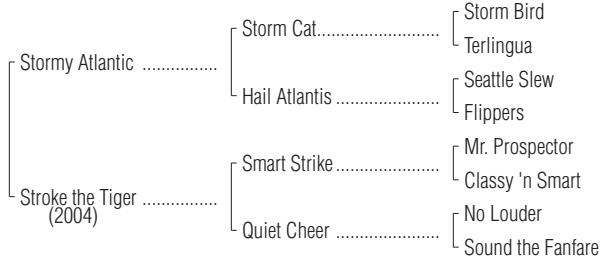 Storm Bird
Storm Cat..............................
Terlingua
Stormy Atlantic ................
Seattle Slew
Hail Atlantis ..........................
Flippers
Mr. Prospector
Smart Strike ..........................
Classy 'n Smart
Stroke the Tiger ................
(2004)
No Louder
Quiet Cheer ..........................
Sound the Fanfare